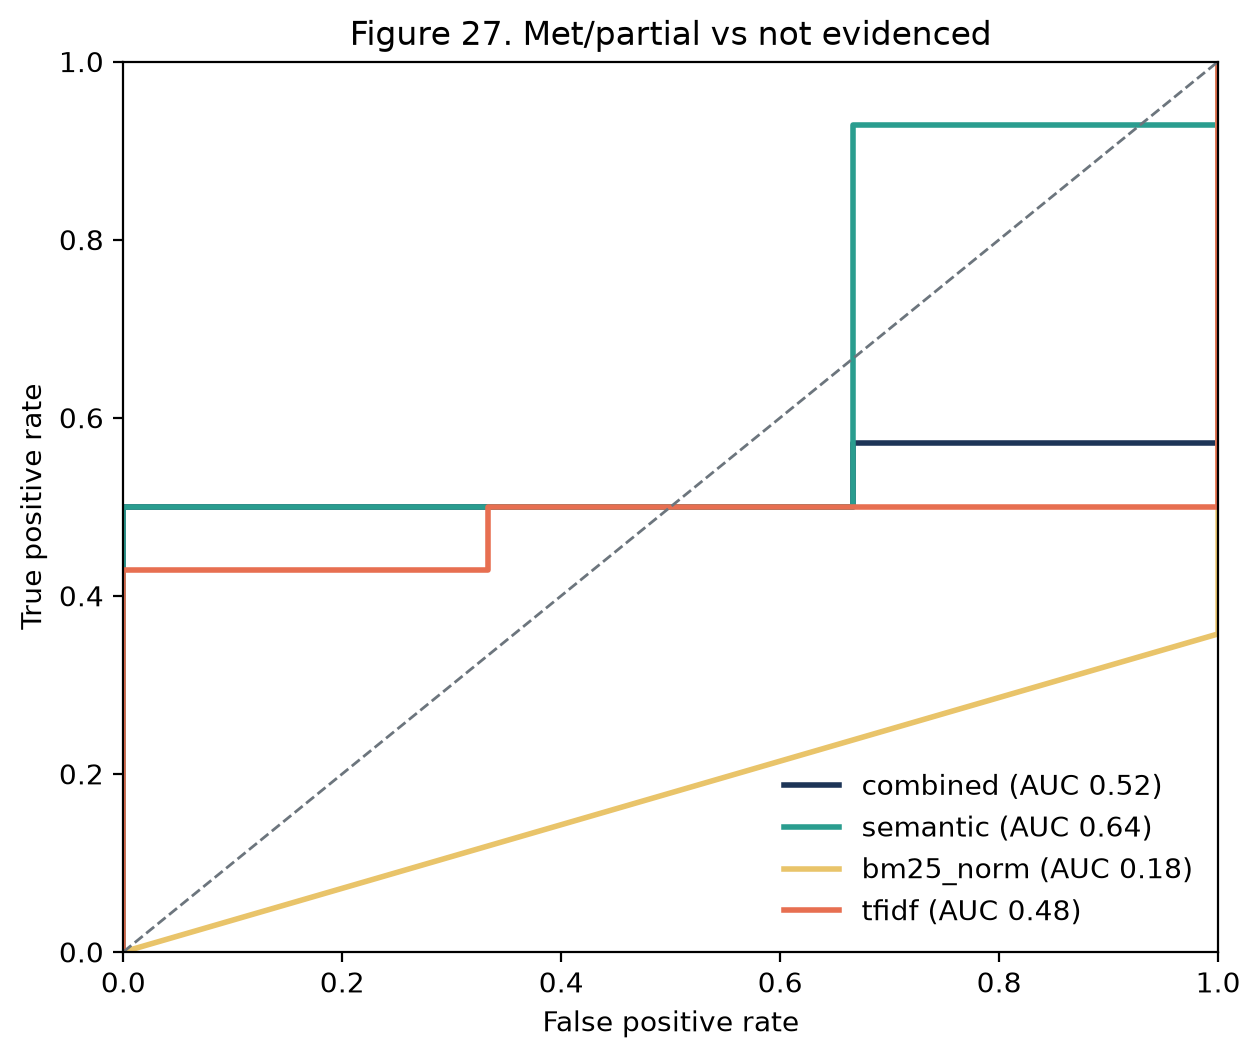 Figure 27. Met/partial vs not evidenced
1.0
0.8
0.6
0.4
0.2
0.0
True positive rate
combined (AUC 0.52)
semantic (AUC 0.64)
bm25_norm (AUC 0.18)
tfidf (AUC 0.48)
0.0 0.2 0.4 0.6 0.8 1.0
False positive rate